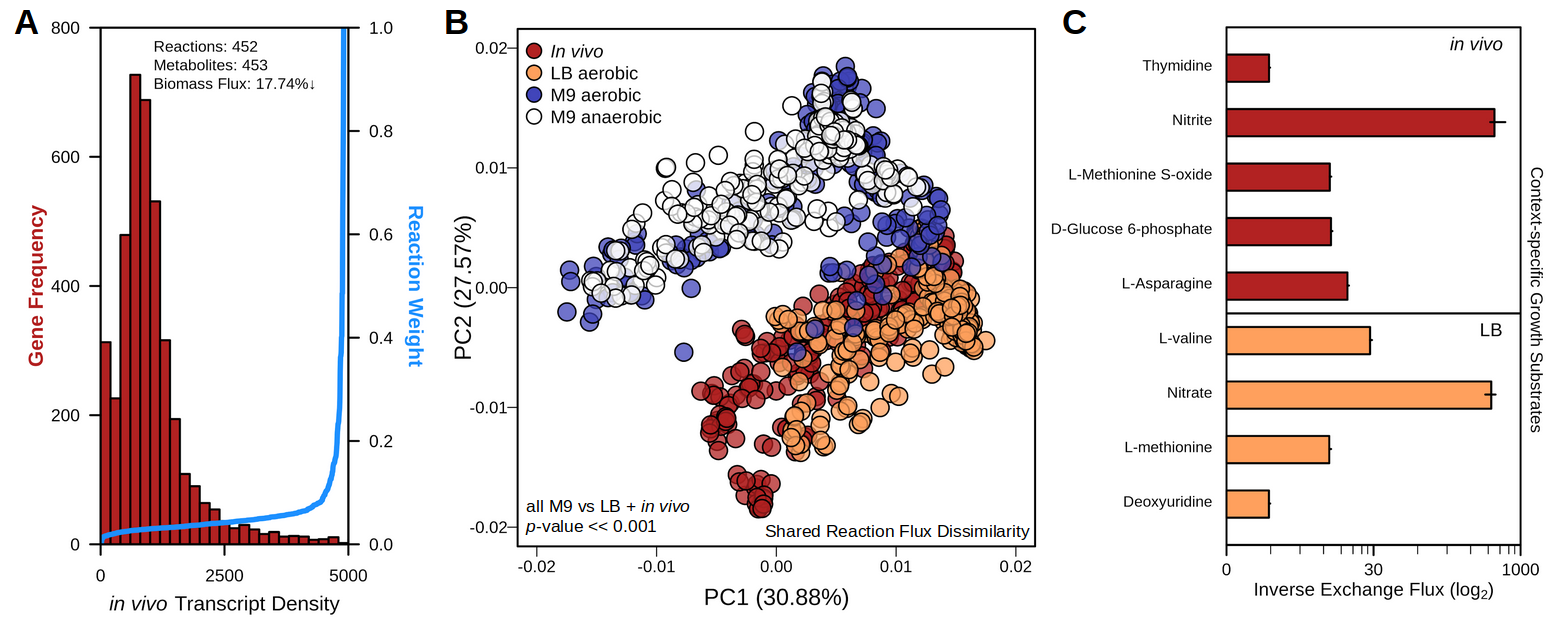 A
800
600
400
200
0
Gene Frequency
Reactions: 452
Metabolites: 453
Biomass Flux: 17.74%↓
1.0
0.8
0.6
0.4
0.2
0.0
Reaction Weight
0
2500
5000
in vivo Transcript Density
B
0.02
0.01
0.00
-0.01
-0.02
PC2 (27.57%)
In vivo
LB aerobic
M9 aerobic
M9 anaerobic
all M9 vs LB + in vivo
p-value << 0.001
Shared Reaction Flux Dissimilarity
-0.02
-0.01
0.00
0.01
0.02
PC1 (30.88%)
C
in vivo
Thymidine
Nitrite
L-Methionine S-oxide
D-Glucose 6-phosphate
L-Asparagine
LB
L-valine
Nitrate
L-methionine
Deoxyuridine
Context-specific Growth Substrates
0
30
1000
Inverse Exchange Flux (log₂)